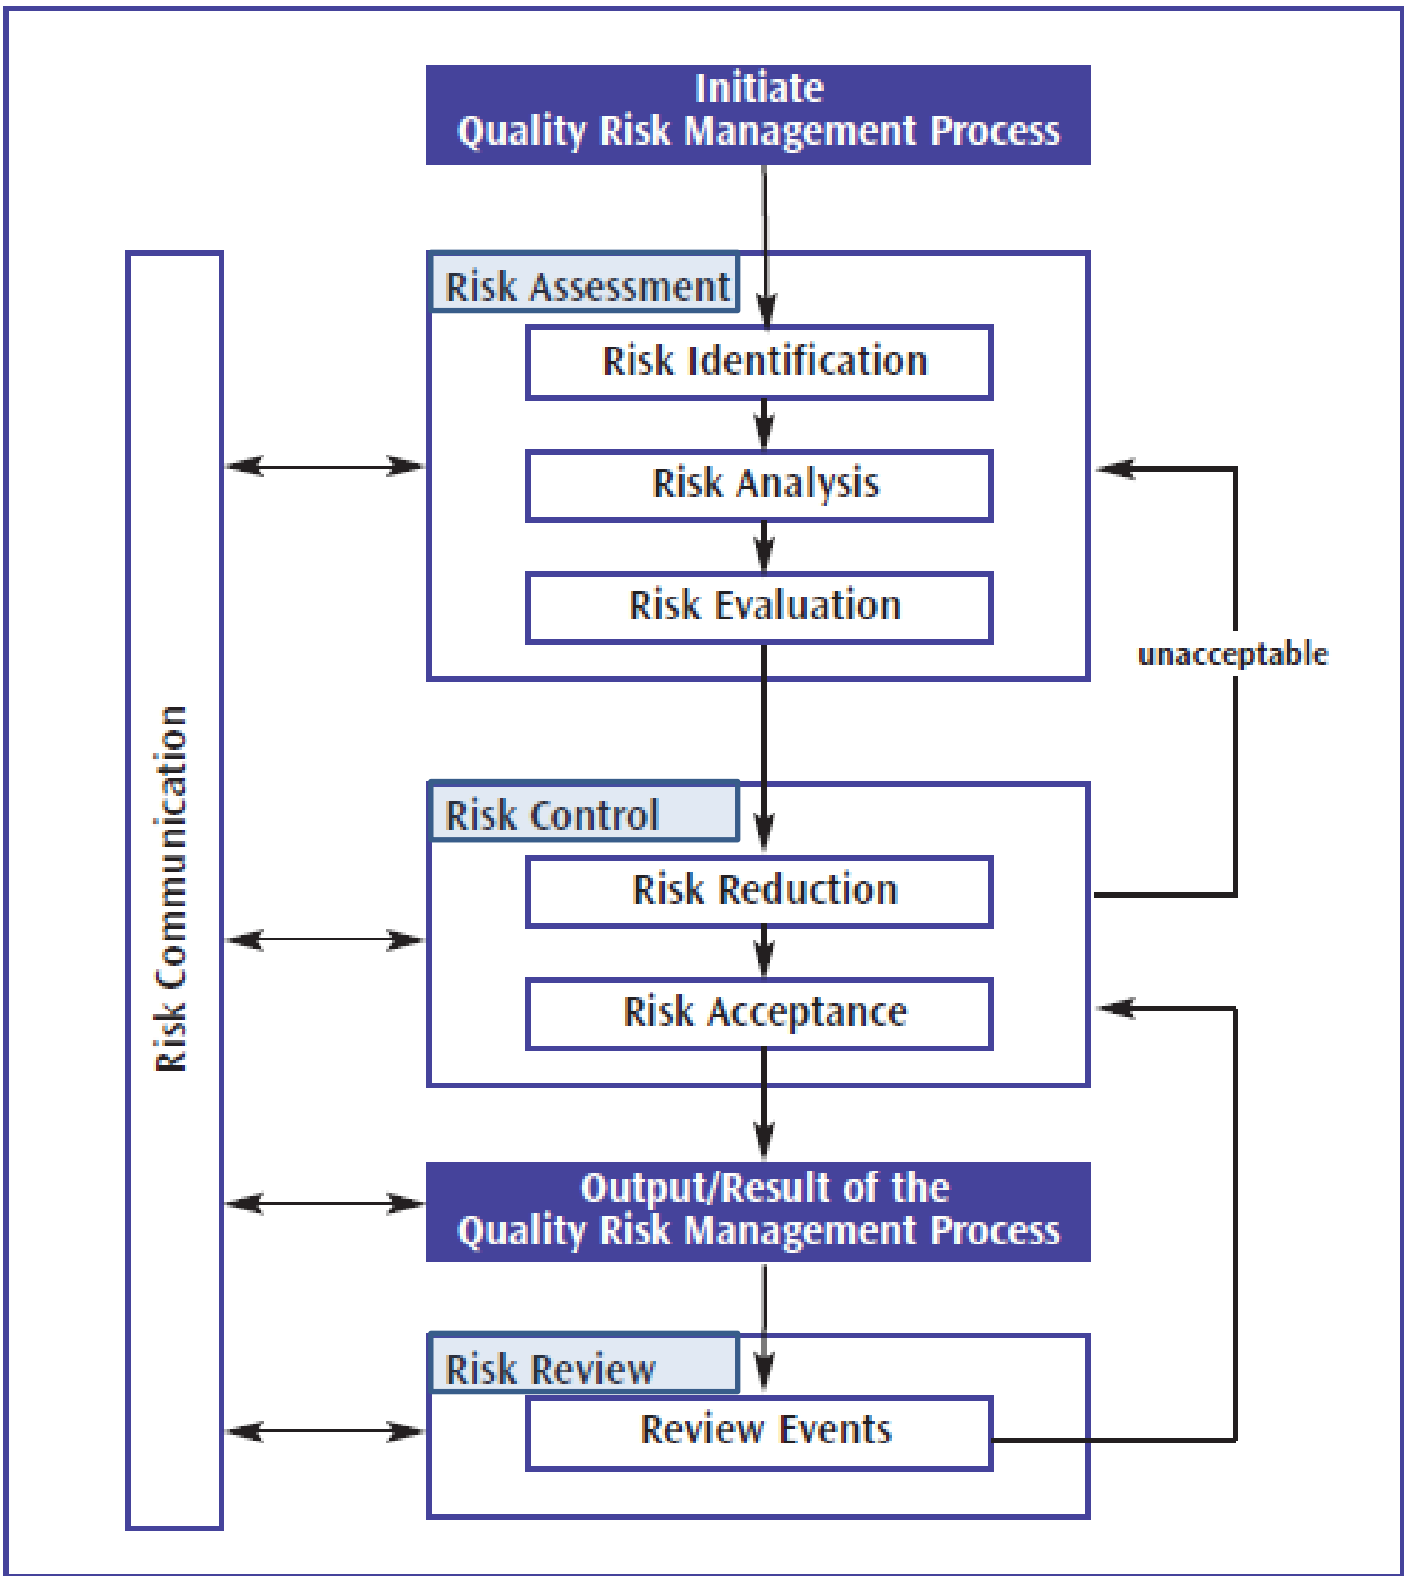 Initiate
Quality Risk Management Process
Risk Assessment
Risk Identification
Risk Analysis
Risk Evaluation
unacceptable
Risk Communication
Risk Control
Risk Reduction
Risk Acceptance
Output/Result of the
Quality Risk Management Process
Risk Review
Review Events